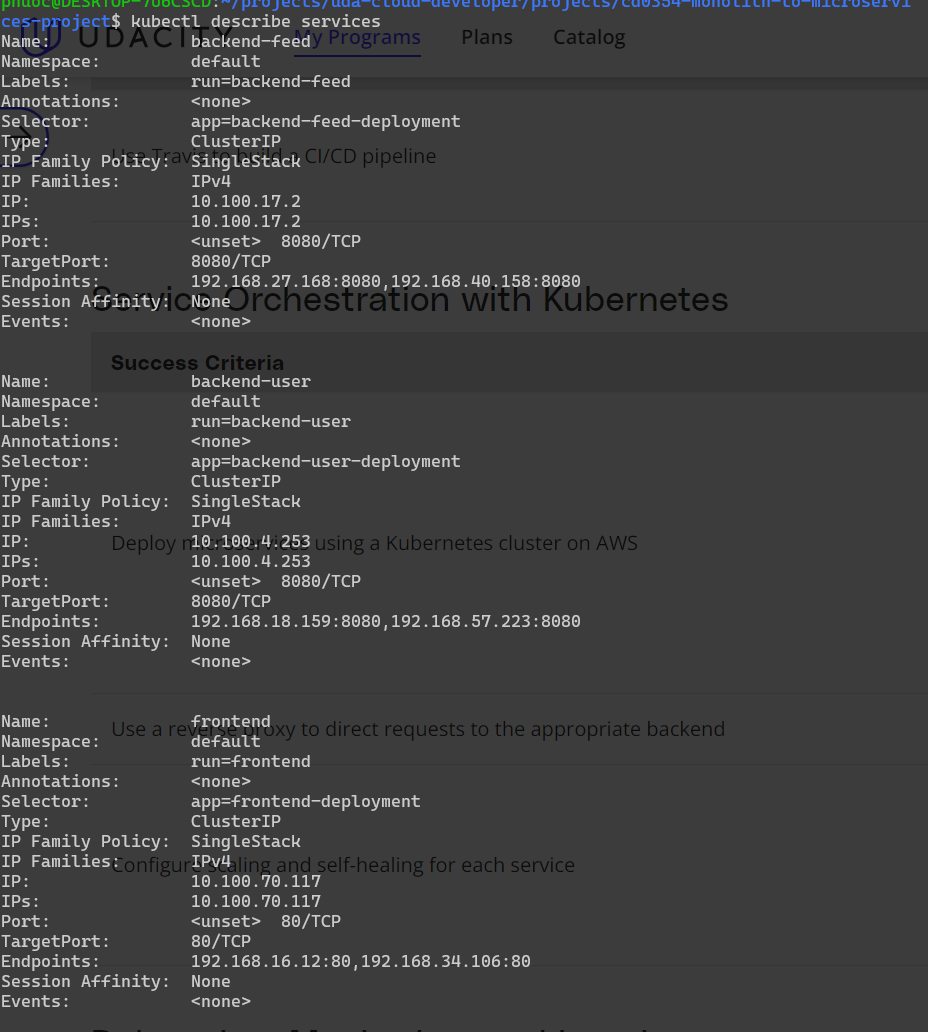 phuoc@DESKTOP-7U6CSCD:~/projects/uda-cloud-developer/projects/cd0354-monolith-to-microservi
ces-project$ kubectl describe services
UDACITY My Programs Plans Catalog
Name: backend-feed
Namespace: default
Labels: run=backend-feed
Annotations: <none>
Selector: app=backend-feed-deployment
Type: ClusterIP
Use Travis to build a CI/CD pipeline
IP Family Policy: SingleStack
IP Families: IPv4
IP: 10.100.17.2
IPs: 10.100.17.2
Port: <unset> 8080/TCP
TargetPort: 8080/TCP
Endpoints: 192.168.27.168:8080,192.168.40.158:8080
Service Orchestration with Kubernetes
Session Affinity: None
Events: <none>
Success Criteria
Name: backend-user
Namespace: default
Labels: run=backend-user
Annotations: <none>
Selector: app=backend-user-deployment
Type: ClusterIP
IP Family Policy: SingleStack
IP Families: IPv4
IP: 10.100.4.253
Deploy microservices using a Kubernetes cluster on AWS
IPs: 10.100.4.253
Port: <unset> 8080/TCP
TargetPort: 8080/TCP
Endpoints: 192.168.18.159:8080,192.168.57.223:8080
Session Affinity: None
Events: <none>
Name: frontend
Use a reverse proxy to direct requests to the appropriate backend
Namespace: default
Labels: run=frontend
Annotations: <none>
Selector: app=frontend-deployment
Type: ClusterIP
IP Family Policy: SingleStack
IP Families: IPv4
Configure scaling and self-healing for each service
IP: 10.100.70.117
IPs: 10.100.70.117
Port: <unset> 80/TCP
TargetPort: 80/TCP
Endpoints: 192.168.16.12:80,192.168.34.106:80
Session Affinity: None
Events: <none>